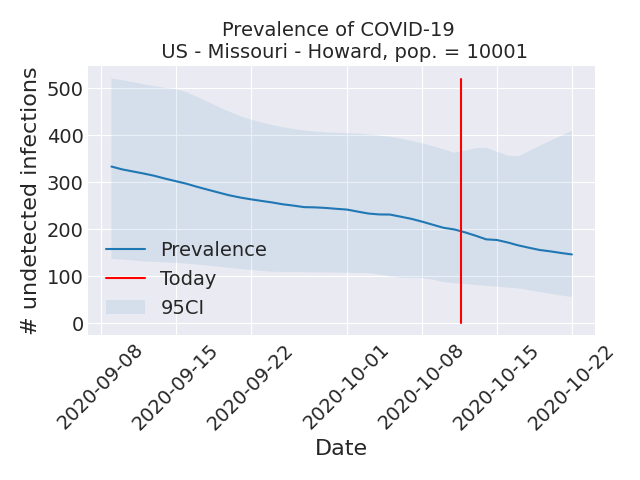 Prevalence of COVID-19
US - Missouri - Howard, pop. = 10001
# undetected infections
500
400
300
200
100
0
Prevalence
Today
95CI
2020-09-08
2020-09-15
2020-09-22
2020-10-01
2020-10-08
2020-10-15
2020-10-22
Date